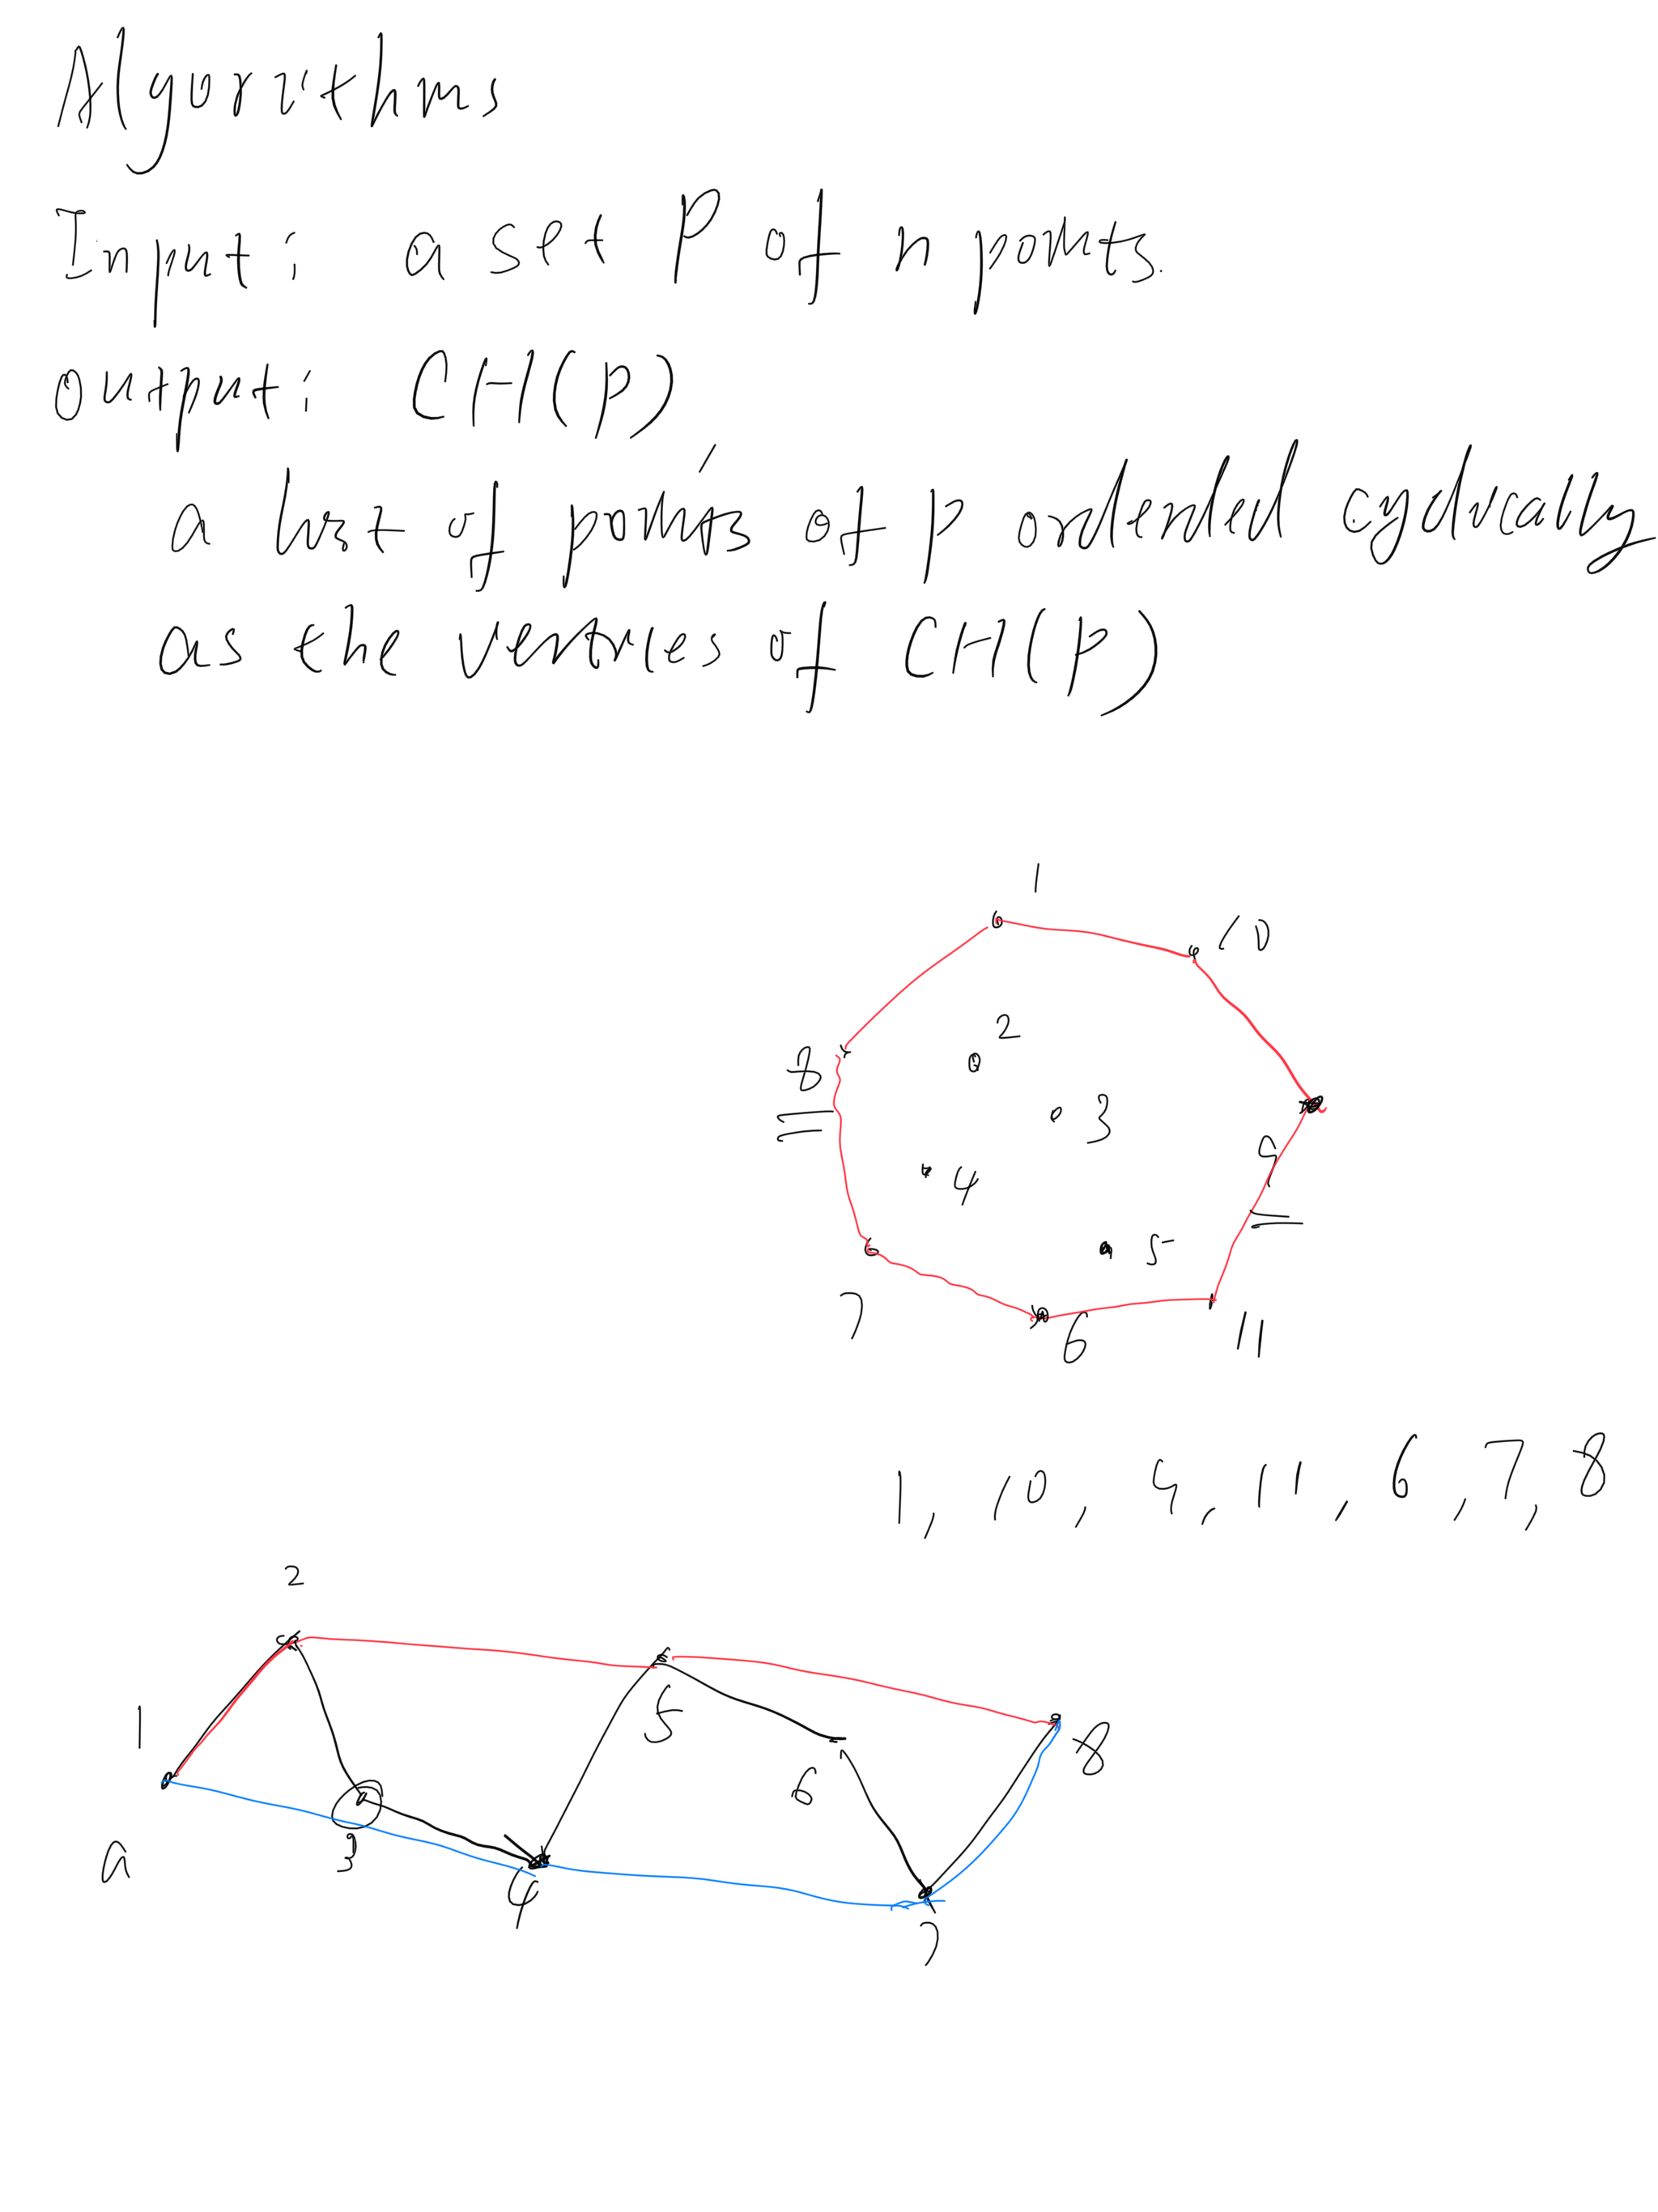 Algorithms
Input: a set P of n points.
output: CH(P)
a list of points of P ordered cyclically
as the vertices of CH(P)
1
10
2
8
3
9
4
5
7
6
11
1, 10, 9, 11, 6, 7, 8
2
1
5
8
6
a
3
4
7